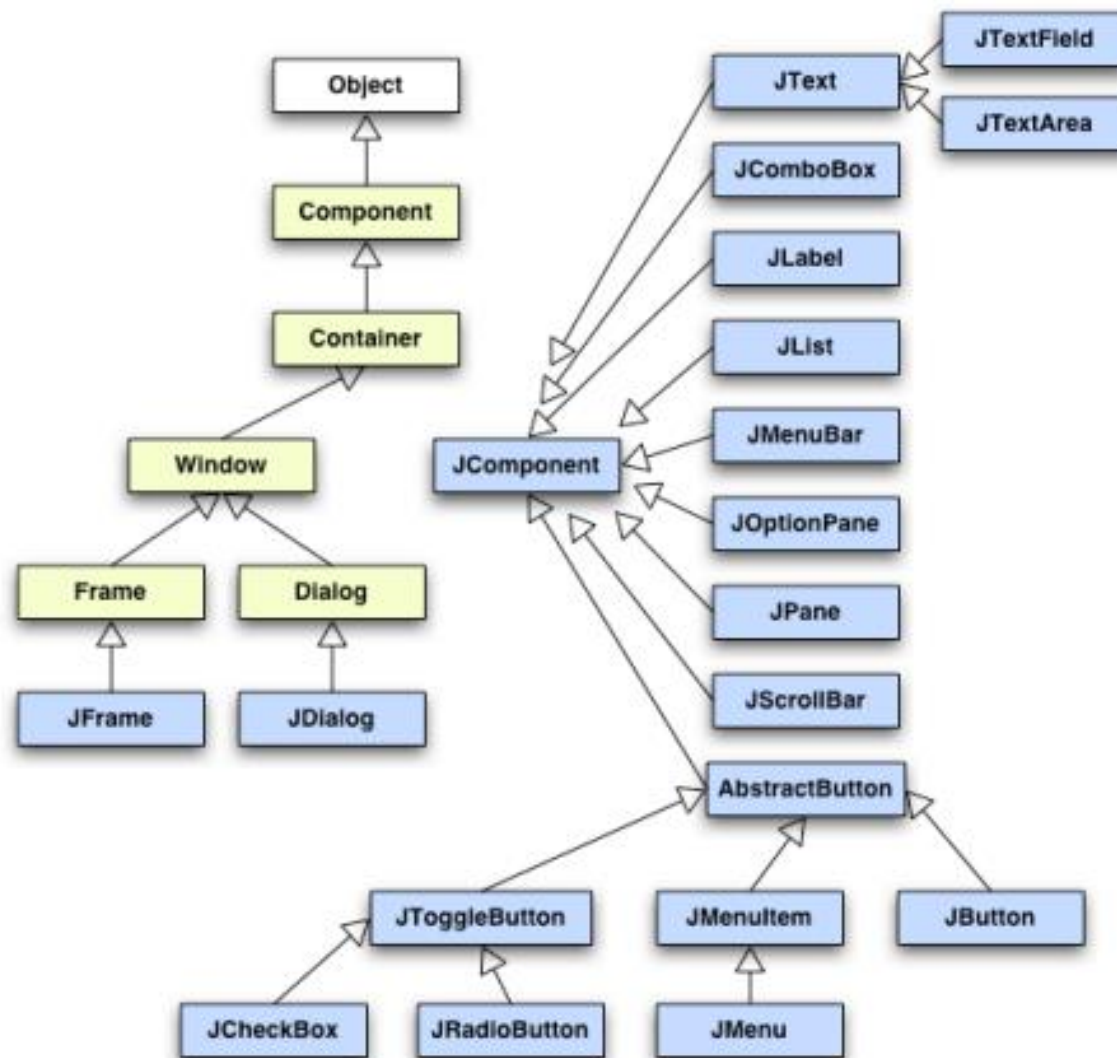 JTextField
Object
JText
JTextArea
JComboBox
Component
JLabel
Container
JList
JMenuBar
Window
JComponent
JOptionPane
Frame
Dialog
JPane
JFrame
JDialog
JScrollBar
AbstractButton
JToggleButton
JMenuItem
JButton
JCheckBox
JRadioButton
JMenu